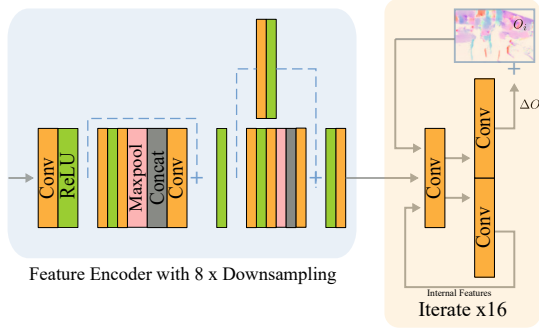 Conv
ReLU
Maxpool
Concat
Conv
+
+
Feature Encoder with 8 x Downsampling
O_i
+
ΔO
Conv
Conv
Conv
Internal Features
Iterate x16